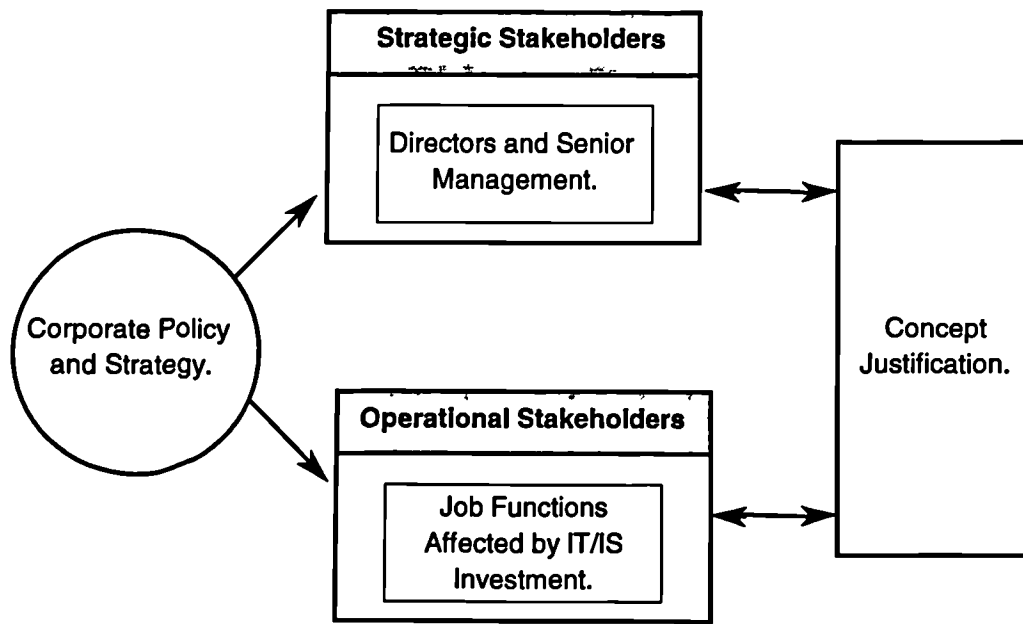 Strategic Stakeholders
Directors and Senior
Management.
Corporate Policy
and Strategy.
Concept
Justification.
Operational Stakeholders
Job Functions
Affected by IT/IS
Investment.